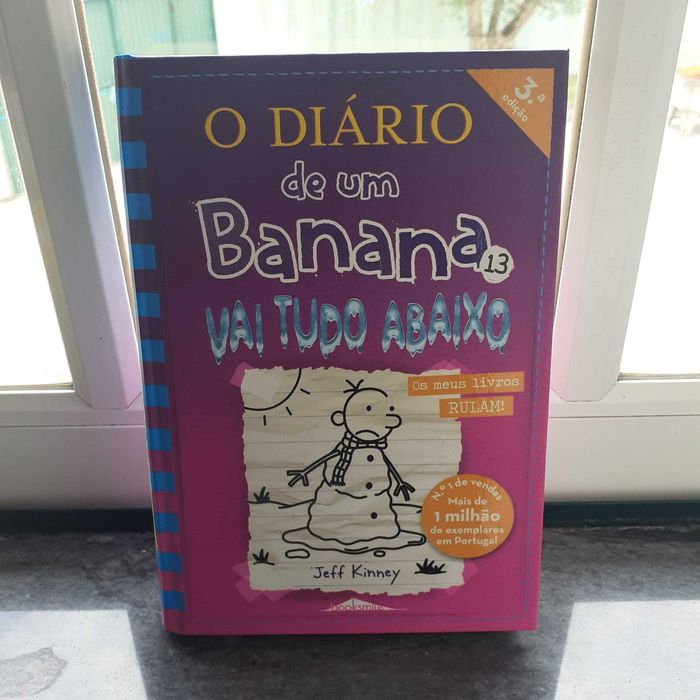 3.ª
edição
O DIÁRIO
de um
Banana
13
VAI TUDO ABAIXO
Os meus livros
RULAM!
N.º 1 de vendas
Mais de
1 milhão
de exemplares
em Portugal
Jeff Kinney
booksmile